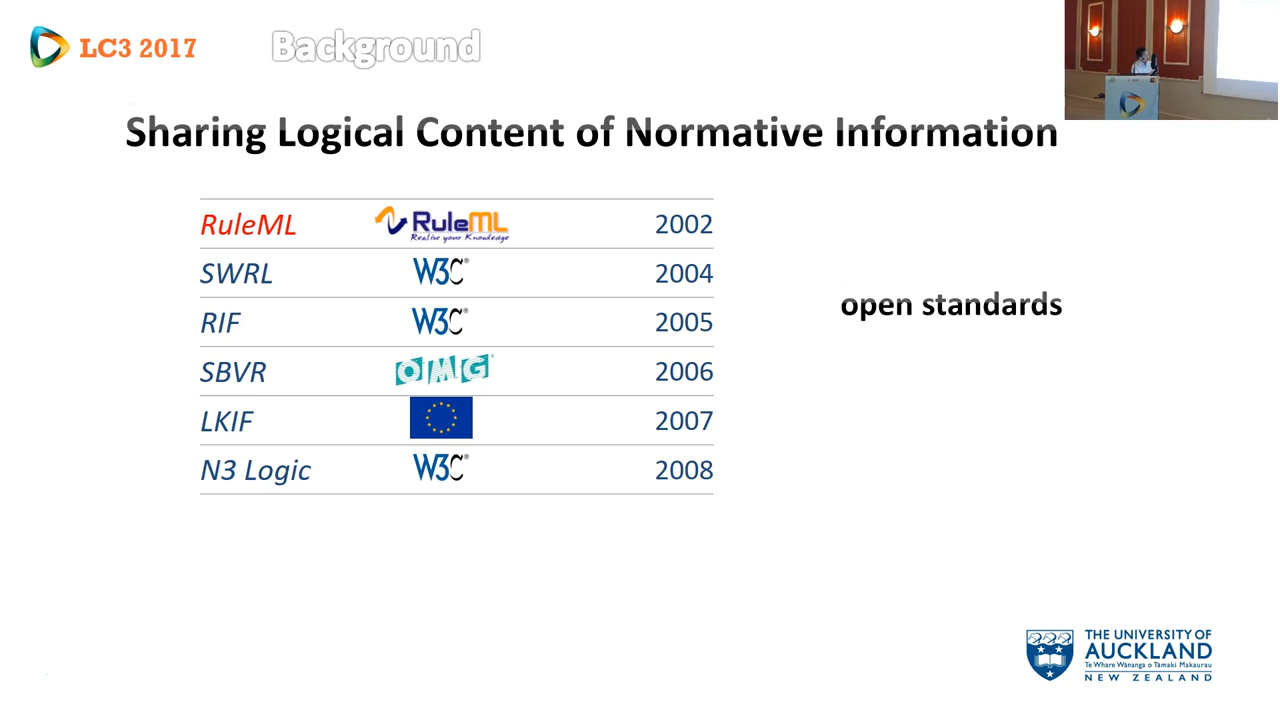 LC3 2017
Background
Sharing Logical Content of Normative Information
RuleML RuleML 2002
Realise your Knowledge
SWRL W3C® 2004
RIF W3C® 2005
open standards
SBVR OMG® 2006
LKIF 2007
N3 Logic W3C® 2008
THE UNIVERSITY OF
AUCKLAND
Te Whare Wānanga o Tāmaki Makaurau
NEW ZEALAND